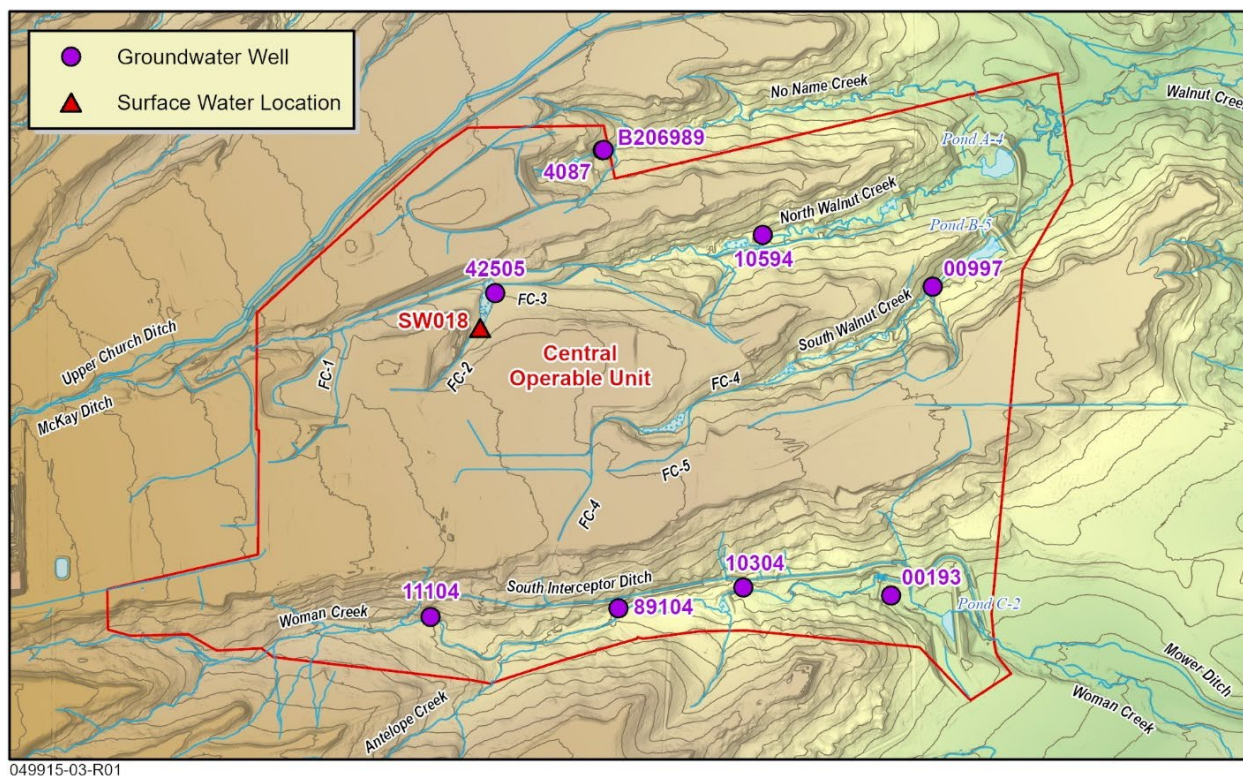 Groundwater Well
Surface Water Location
No Name Creek
Walnut Creek
B206989
4087
Pond A-4
North Walnut Creek
Pond B-5
10594
42505
00997
FC-3
SW018
South Walnut Creek
Upper Church Ditch
Central
Operable Unit
FC-1
FC-2
FC-4
McKay Ditch
FC-5
FC-4
10304
South Interceptor Ditch
00193
11104
89104
Woman Creek
Pond C-2
Mower Ditch
Woman Creek
Antelope Creek
049915-03-R01